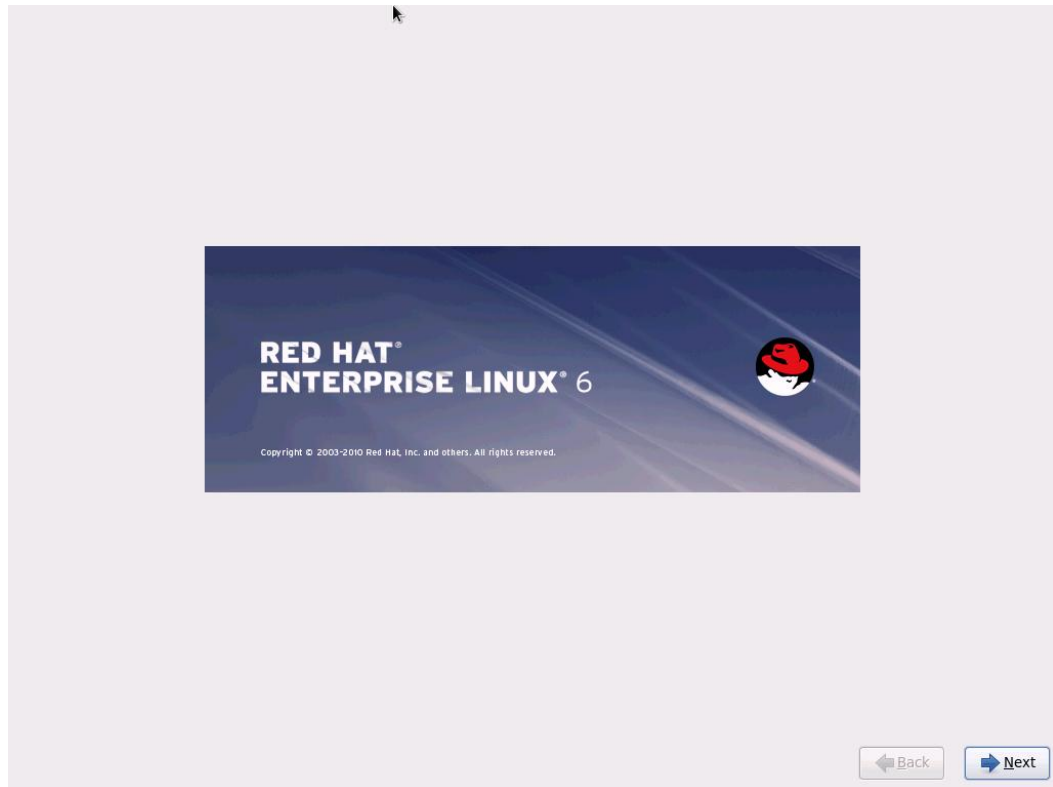 RED HAT®
ENTERPRISE LINUX® 6
Copyright © 2003-2010 Red Hat, Inc. and others. All rights reserved.
Back
Next